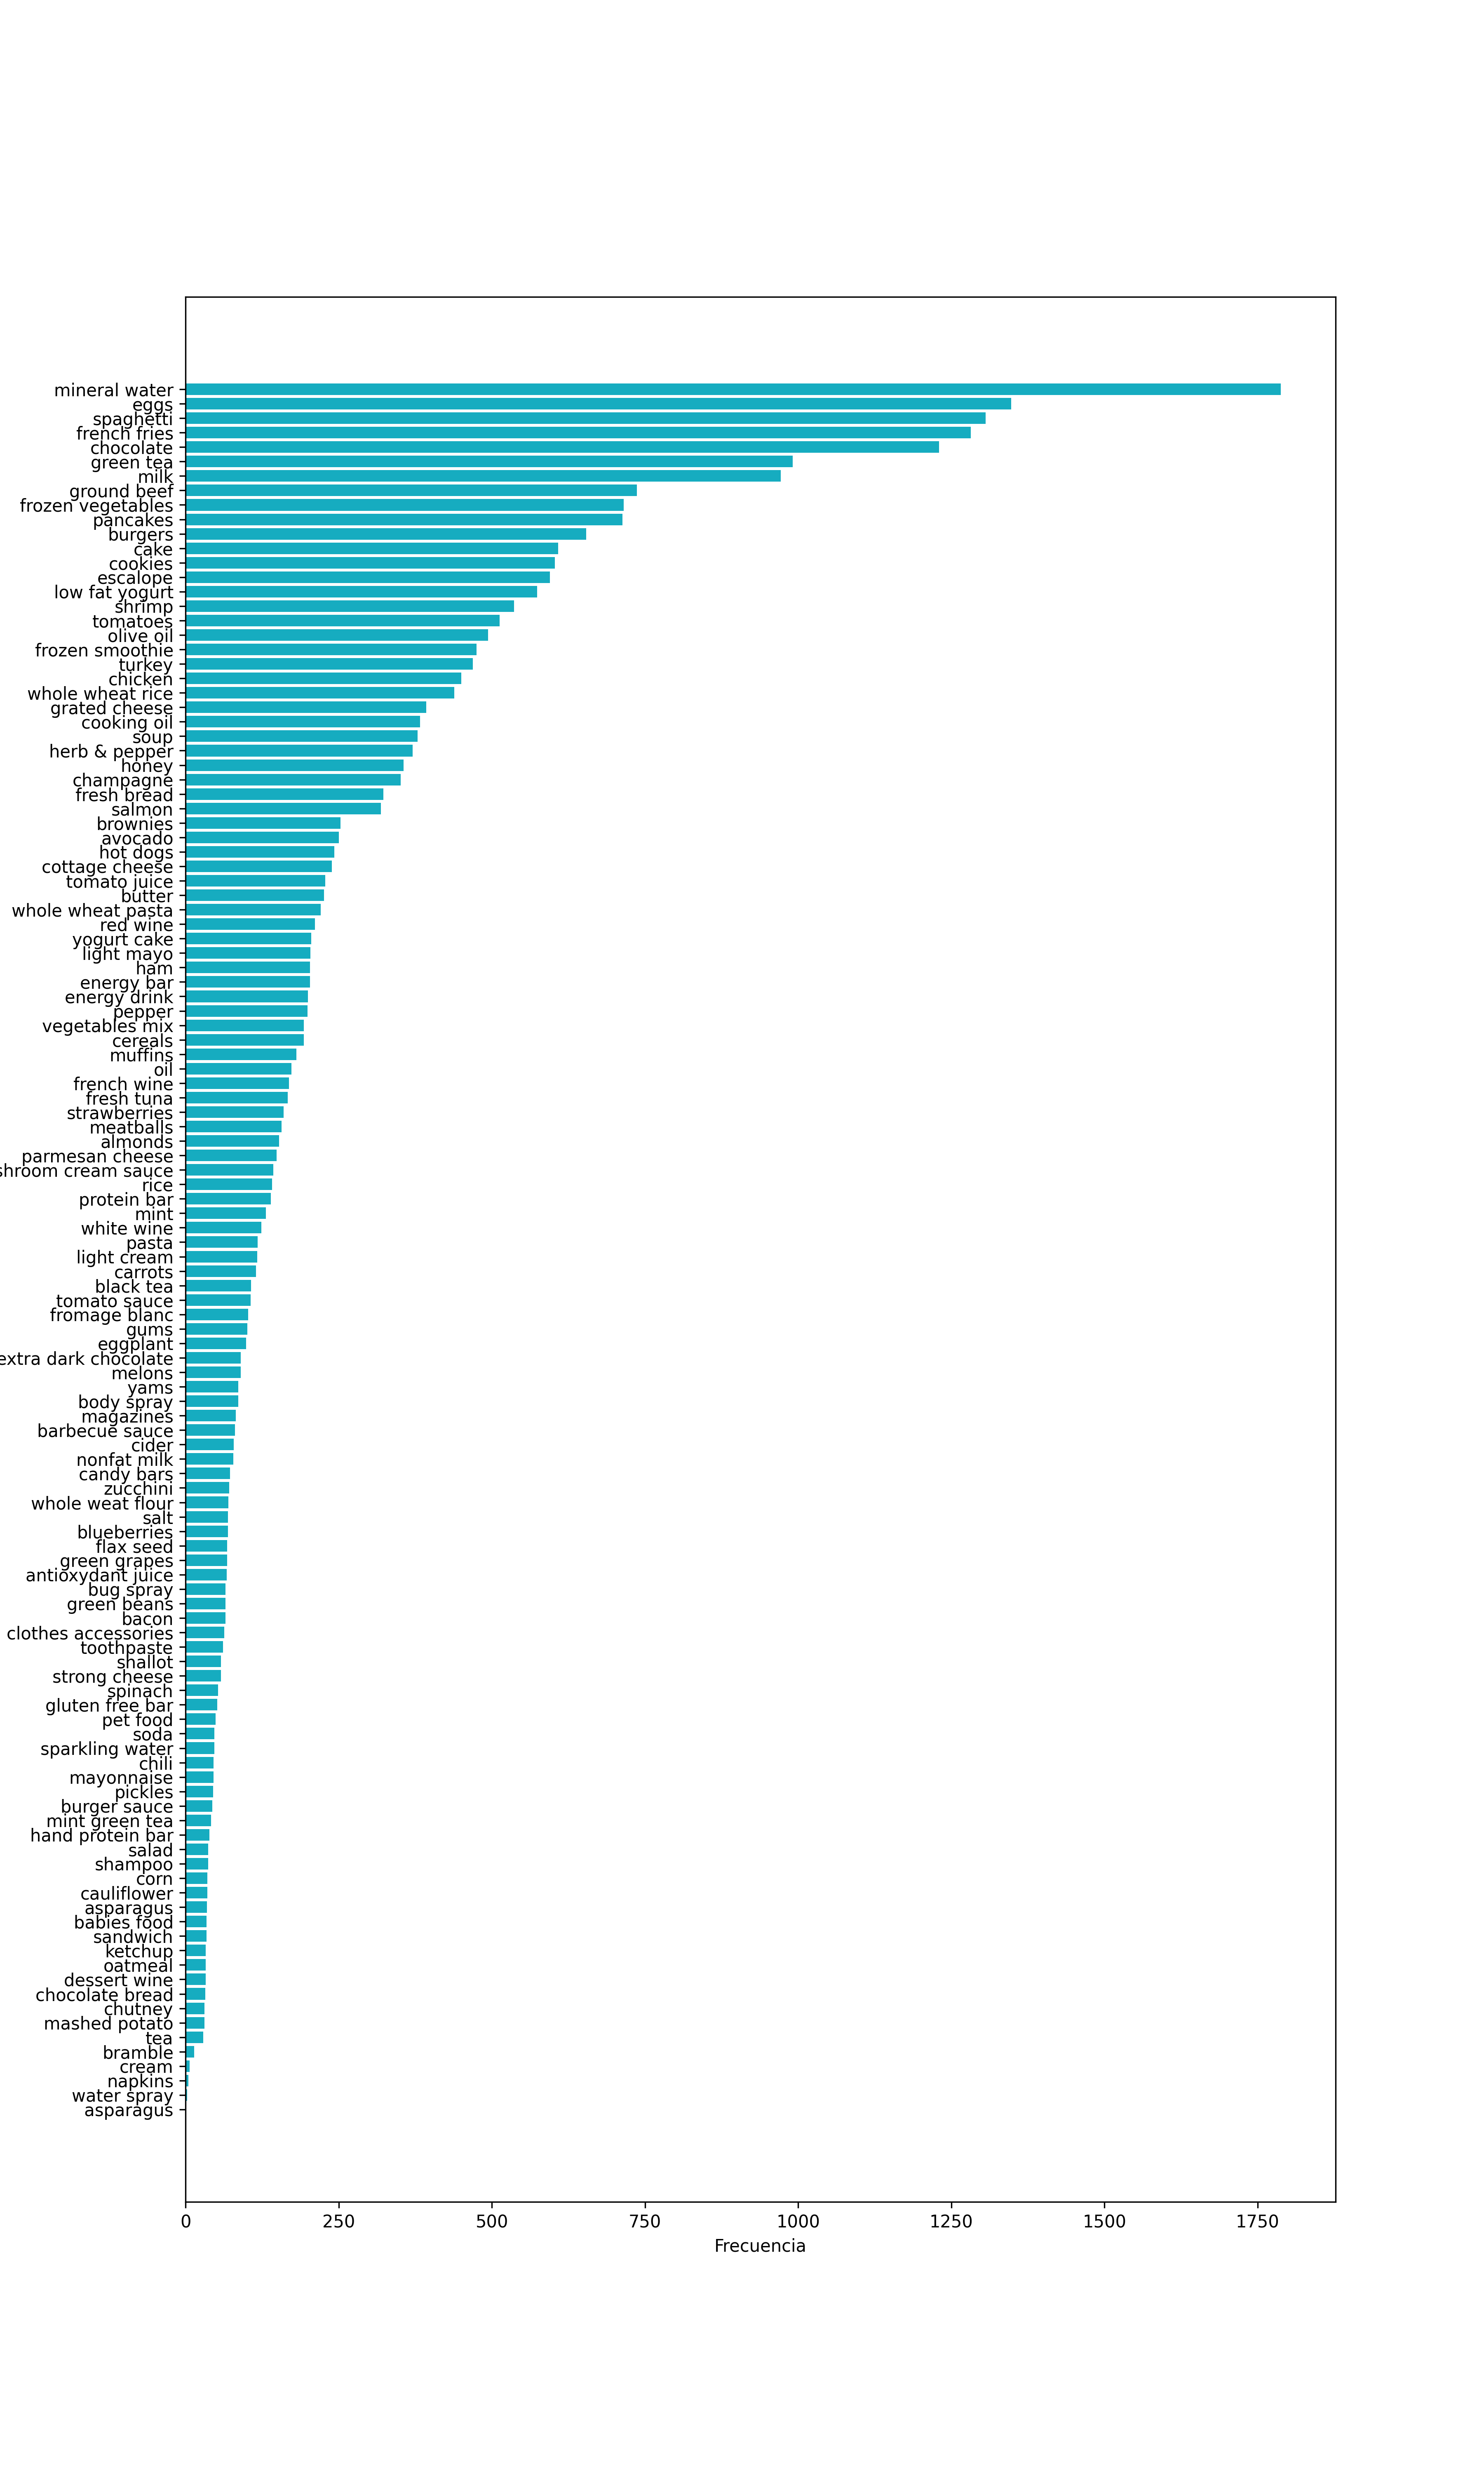 mineral water
eggs
spaghetti
french fries
chocolate
green tea
milk
ground beef
frozen vegetables
pancakes
burgers
cake
cookies
escalope
low fat yogurt
shrimp
tomatoes
olive oil
frozen smoothie
turkey
chicken
whole wheat rice
grated cheese
cooking oil
soup
herb & pepper
honey
champagne
fresh bread
salmon
brownies
avocado
hot dogs
cottage cheese
tomato juice
butter
whole wheat pasta
red wine
yogurt cake
light mayo
ham
energy bar
energy drink
pepper
vegetables mix
cereals
muffins
oil
french wine
fresh tuna
strawberries
meatballs
almonds
parmesan cheese
shroom cream sauce
rice
protein bar
mint
white wine
pasta
light cream
carrots
black tea
tomato sauce
fromage blanc
gums
eggplant
extra dark chocolate
melons
yams
body spray
magazines
barbecue sauce
cider
nonfat milk
candy bars
zucchini
whole weat flour
salt
blueberries
flax seed
green grapes
antioxydant juice
bug spray
green beans
bacon
clothes accessories
toothpaste
shallot
strong cheese
spinach
gluten free bar
pet food
soda
sparkling water
chili
mayonnaise
pickles
burger sauce
mint green tea
hand protein bar
salad
shampoo
corn
cauliflower
asparagus
babies food
sandwich
ketchup
oatmeal
dessert wine
chocolate bread
chutney
mashed potato
tea
bramble
cream
napkins
water spray
asparagus
0 250 500 750 1000 1250 1500 1750
Frecuencia